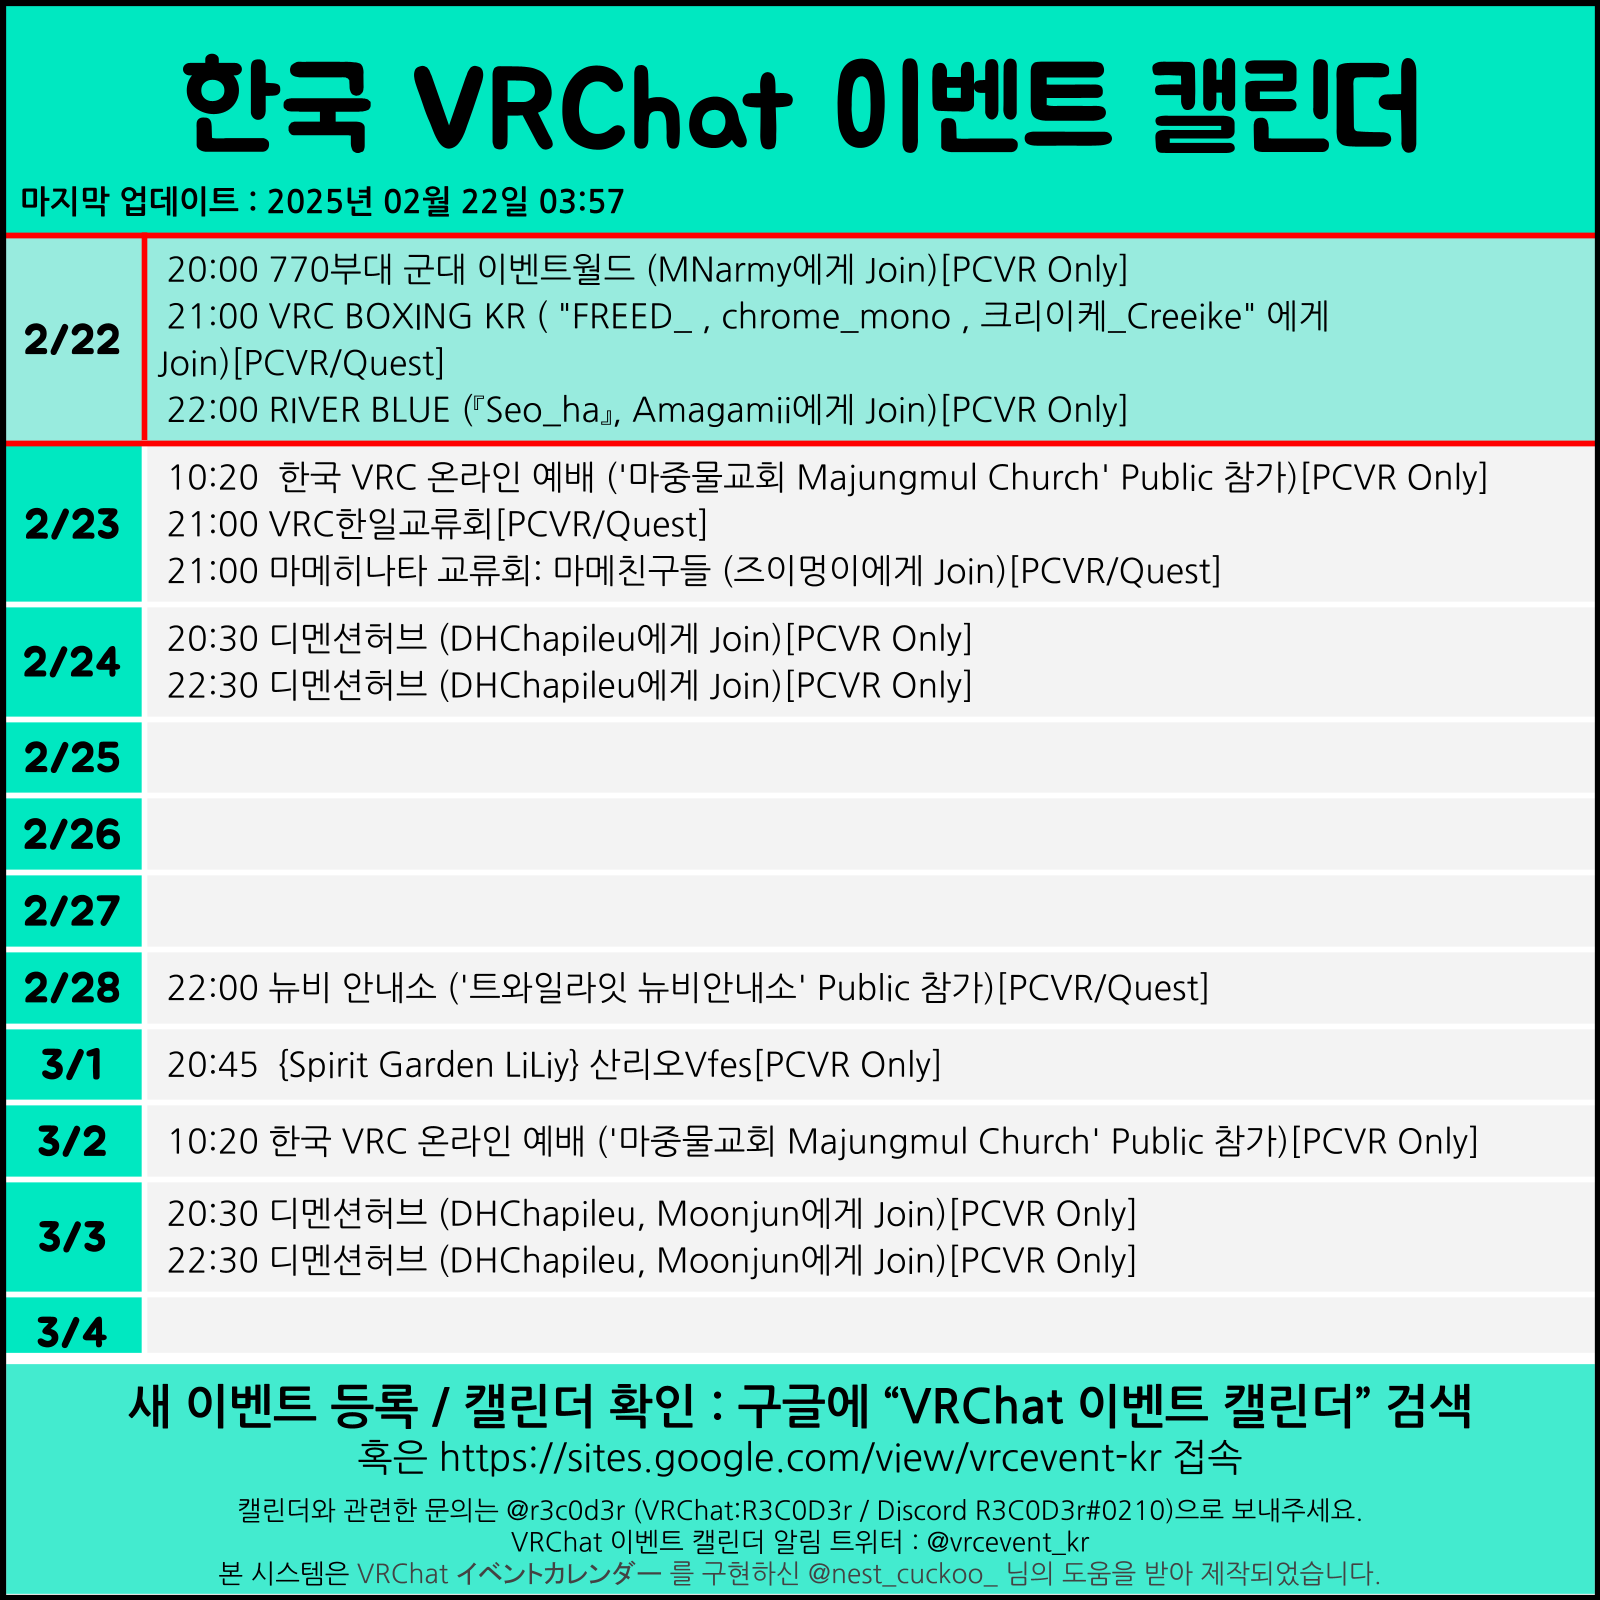 한국 VRChat 이벤트 캘린더
마지막 업데이트 : 2025년 02월 22일 03:57
2/22
20:00 770부대 군대 이벤트월드 (MNarmy에게 Join)[PCVR Only]
21:00 VRC BOXING KR ( "FREED_ , chrome_mono , 크리이케_Creeike" 에게
Join)[PCVR/Quest]
22:00 RIVER BLUE (『Seo_ha』, Amagamii에게 Join)[PCVR Only]
2/23
10:20  한국 VRC 온라인 예배 ('마중물교회 Majungmul Church' Public 참가)[PCVR Only]
21:00 VRC한일교류회[PCVR/Quest]
21:00 마메히나타 교류회: 마메친구들 (즈이멍이에게 Join)[PCVR/Quest]
2/24
20:30 디멘션허브 (DHChapileu에게 Join)[PCVR Only]
22:30 디멘션허브 (DHChapileu에게 Join)[PCVR Only]
2/25
2/26
2/27
2/28
22:00 뉴비 안내소 ('트와일라잇 뉴비안내소' Public 참가)[PCVR/Quest]
3/1
20:45  {Spirit Garden LiLiy} 산리오Vfes[PCVR Only]
3/2
10:20 한국 VRC 온라인 예배 ('마중물교회 Majungmul Church' Public 참가)[PCVR Only]
3/3
20:30 디멘션허브 (DHChapileu, Moonjun에게 Join)[PCVR Only]
22:30 디멘션허브 (DHChapileu, Moonjun에게 Join)[PCVR Only]
3/4
새 이벤트 등록 / 캘린더 확인 : 구글에 “VRChat 이벤트 캘린더” 검색
혹은 https://sites.google.com/view/vrcevent-kr 접속
캘린더와 관련한 문의는 @r3c0d3r (VRChat:R3C0D3r / Discord R3C0D3r#0210)으로 보내주세요.
VRChat 이벤트 캘린더 알림 트위터 : @vrcevent_kr
본 시스템은 VRChat イベントカレンダー 를 구현하신 @nest_cuckoo_ 님의 도움을 받아 제작되었습니다.